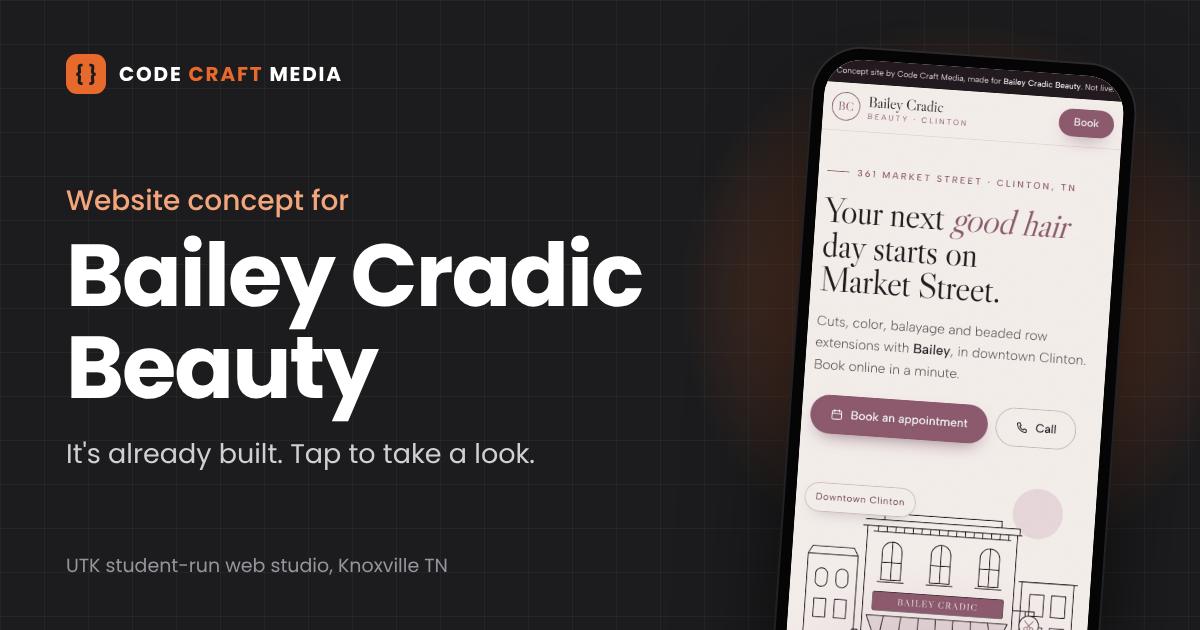 { } CODE CRAFT MEDIA
Website concept for
Bailey Cradic
Beauty
It's already built. Tap to take a look.
UTK student-run web studio, Knoxville TN
Concept site by Code Craft Media, made for Bailey Cradic Beauty. Not live.
BC
Bailey Cradic
BEAUTY · CLINTON
Book
361 MARKET STREET · CLINTON, TN
Your next good hair
day starts on
Market Street.
Cuts, color, balayage and beaded row
extensions with Bailey, in downtown Clinton.
Book online in a minute.
Book an appointment
Call
Downtown Clinton
BAILEY CRADIC